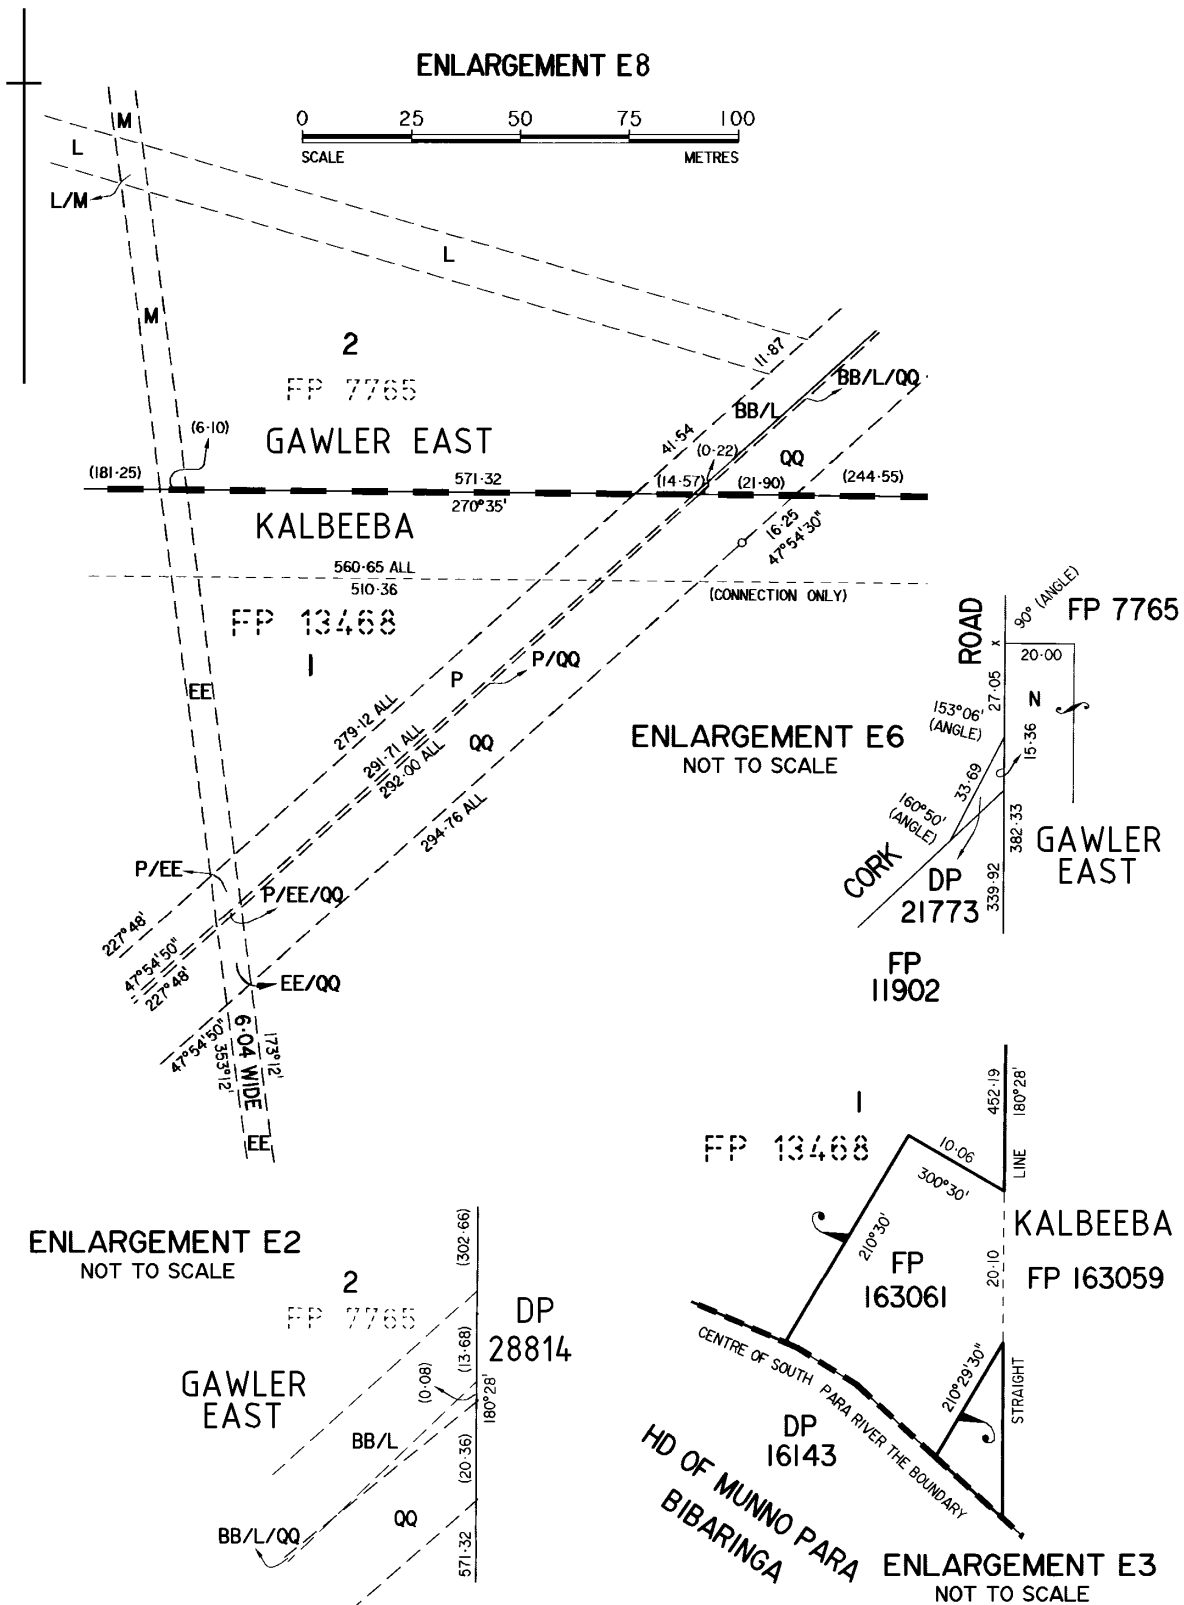 ENLARGEMENT E8
0 25 50 75 100
SCALE METRES
M
L
L/M
L
M
2
FP 7765
11·87
BB/L/QQ
BB/L
(6·10)
GAWLER EAST
41·54
(0·22)
QQ
(181·25)
571·32
(14·57)
(21·90)
(244·55)
270°35'
KALBEEBA
16·25
47°54'30"
560·65 ALL
510·36
(CONNECTION ONLY)
FP 13468
1
P
P/QQ
EE
279·12 ALL
291·71 ALL
292·00 ALL
QQ
294·76 ALL
P/EE
P/EE/QQ
227°48'
47°54'50"
227°48'
EE/QQ
47°54'50"
353°12'
6·04 WIDE
173°12'
EE
ROAD
90° (ANGLE)
FP 7765
x
20·00
27·05
N
153°06'
(ANGLE)
15·36
ENLARGEMENT E6
NOT TO SCALE
33·69
160°50'
(ANGLE)
382·33
GAWLER
EAST
CORK
DP
21773
339·92
FP
11902
1
FP 13468
452·19
180°28'
10·06
300°30'
LINE
KALBEEBA
210°30'
FP
163061
20·10
FP 163059
CENTRE OF SOUTH PARA RIVER THE BOUNDARY
210°29'30"
STRAIGHT
DP
16143
HD OF MUNNO PARA
BIBARINGA
ENLARGEMENT E3
NOT TO SCALE
ENLARGEMENT E2
NOT TO SCALE
(302·66)
2
FP 7765
DP
28814
(13·68)
(0·08)
180°28'
GAWLER
EAST
BB/L
(20·36)
QQ
BB/L/QQ
571·32